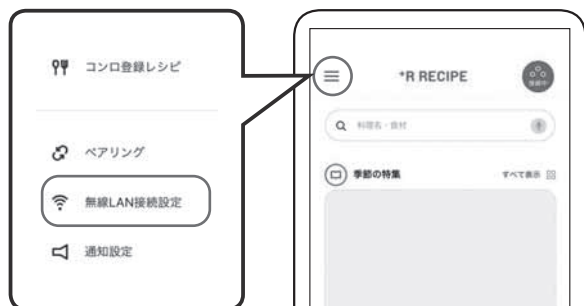 コンロ登録レシピ
ペアリング
無線LAN接続設定
通知設定
+R RECIPE
料理名・食材
季節の特集
すべて表示